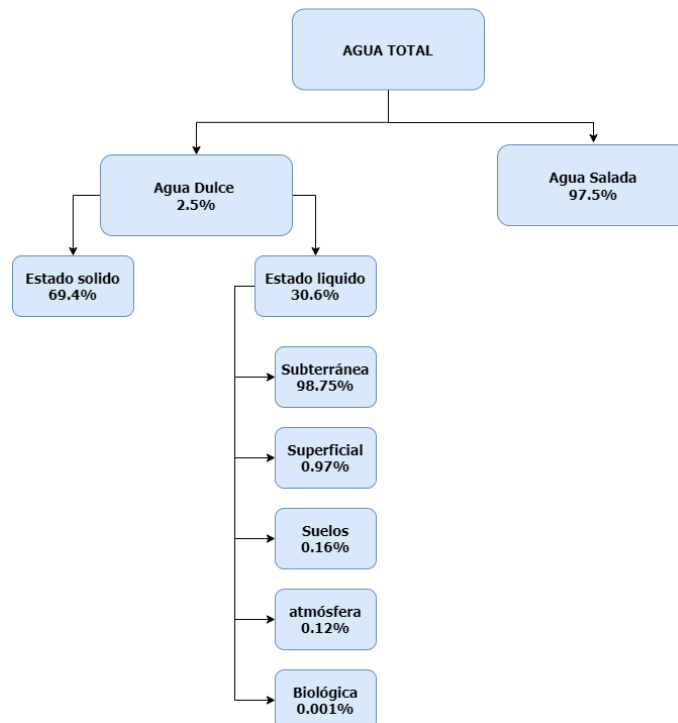 AGUA TOTAL
Agua Dulce
2.5%
Agua Salada
97.5%
Estado solido
69.4%
Estado liquido
30.6%
Subterránea
98.75%
Superficial
0.97%
Suelos
0.16%
atmósfera
0.12%
Biológica
0.001%